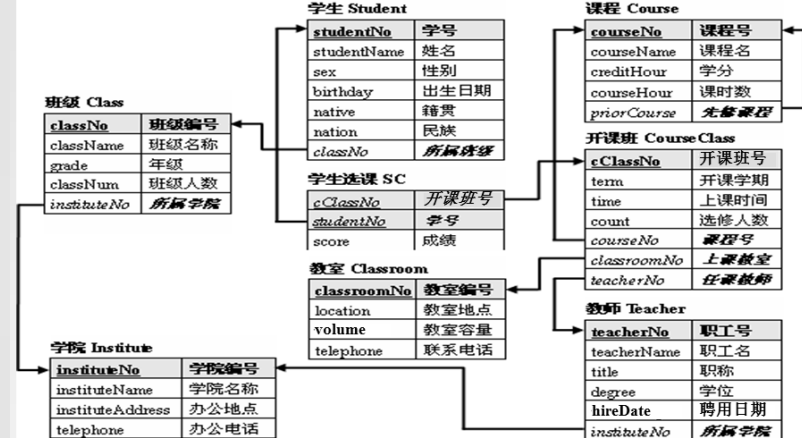 学生 Student
studentNo 学号
studentName 姓名
sex 性别
birthday 出生日期
native 籍贯
nation 民族
classNo 所属班级
课程 Course
courseNo 课程号
courseName 课程名
creditHour 学分
courseHour 课时数
priorCourse 先修课程
班级 Class
classNo 班级编号
className 班级名称
grade 年级
classNum 班级人数
instituteNo 所属学院
学生选课 SC
cClassNo 开课班号
studentNo 学号
score 成绩
开课班 CourseClass
cClassNo 开课班号
term 开课学期
time 上课时间
count 选修人数
courseNo 课程号
classroomNo 上课教室
teacherNo 任课教师
教室 Classroom
classroomNo 教室编号
location 教室地点
volume 教室容量
telephone 联系电话
教师 Teacher
teacherNo 职工号
teacherName 职工名
title 职称
degree 学位
hireDate 聘用日期
instituteNo 所属学院
学院 Institute
instituteNo 学院编号
instituteName 学院名称
instituteAddress 办公地点
telephone 办公电话